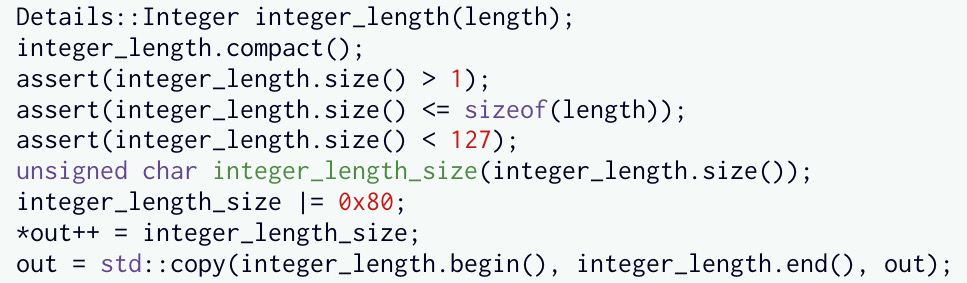 Details::Integer integer_length(length);
integer_length.compact();
assert(integer_length.size() > 1);
assert(integer_length.size() <= sizeof(length));
assert(integer_length.size() < 127);
unsigned char integer_length_size(integer_length.size());
integer_length_size |= 0x80;
*out++ = integer_length_size;
out = std::copy(integer_length.begin(), integer_length.end(), out);